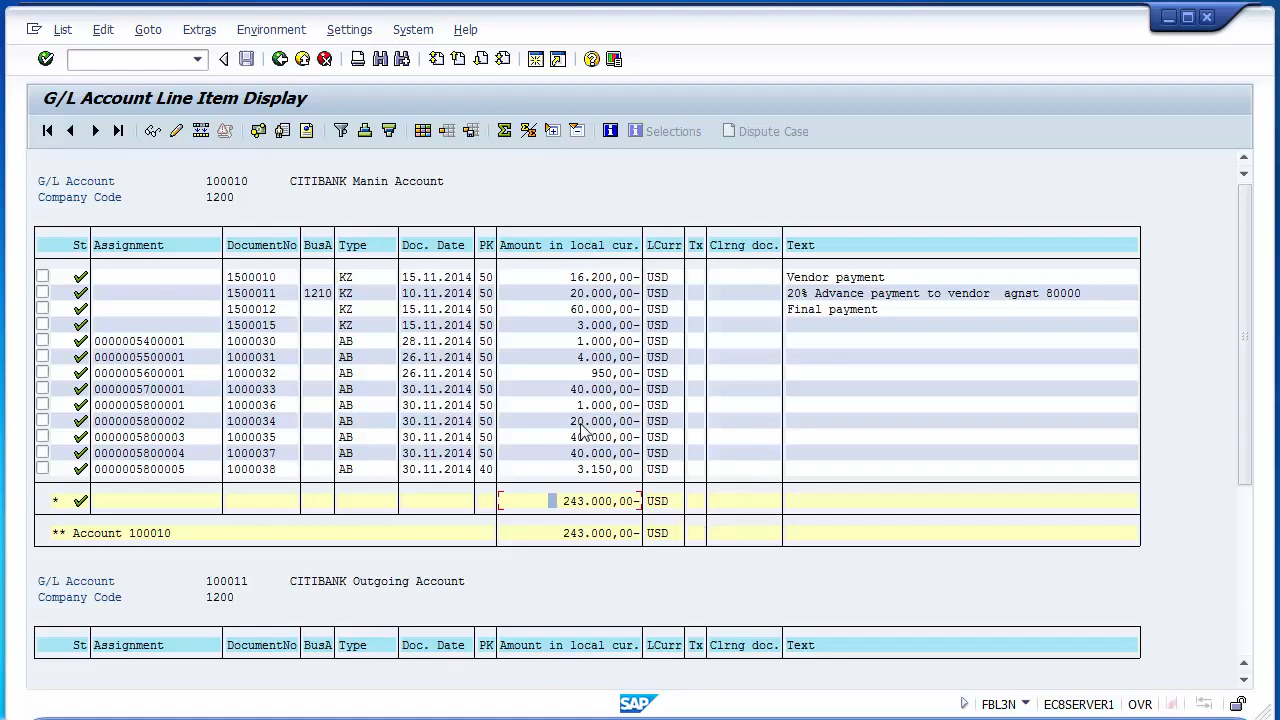 List Edit Goto Extras Environment Settings System Help
G/L Account Line Item Display
Selections Dispute Case
G/L Account 100010 CITIBANK Manin Account
Company Code 1200
St Assignment DocumentNo BusA Type Doc. Date PK Amount in local cur. LCurr Tx Clrng doc. Text
1500010 KZ 15.11.2014 50 16.200,00- USD Vendor payment
1500011 1210 KZ 10.11.2014 50 20.000,00- USD 20% Advance payment to vendor agnst 80000
1500012 KZ 15.11.2014 50 60.000,00- USD Final payment
1500015 KZ 15.11.2014 50 3.000,00- USD
0000005400001 1000030 AB 28.11.2014 50 1.000,00- USD
0000005500001 1000031 AB 26.11.2014 50 4.000,00- USD
0000005600001 1000032 AB 26.11.2014 50 950,00- USD
0000005700001 1000033 AB 30.11.2014 50 40.000,00- USD
0000005800001 1000036 AB 30.11.2014 50 1.000,00- USD
0000005800002 1000034 AB 30.11.2014 50 20.000,00- USD
0000005800003 1000035 AB 30.11.2014 50 40.000,00- USD
0000005800004 1000037 AB 30.11.2014 50 40.000,00- USD
0000005800005 1000038 AB 30.11.2014 40 3.150,00 USD
* 243.000,00- USD
** Account 100010 243.000,00- USD
G/L Account 100011 CITIBANK Outgoing Account
Company Code 1200
St Assignment DocumentNo BusA Type Doc. Date PK Amount in local cur. LCurr Tx Clrng doc. Text
SAP FBL3N EC8SERVER1 OVR